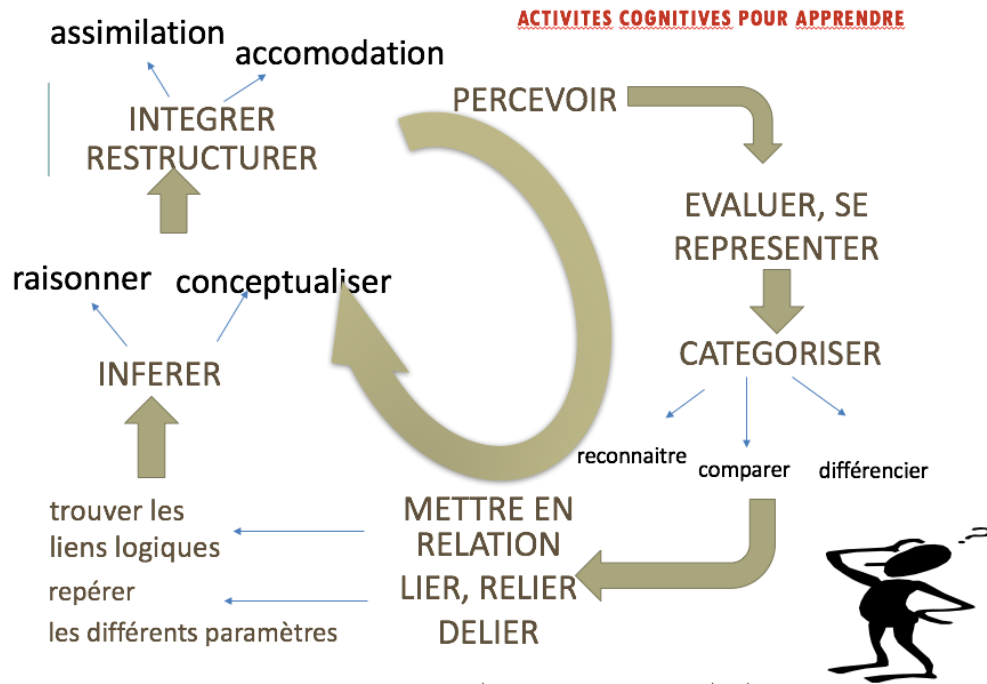 ACTIVITES COGNITIVES POUR APPRENDRE
assimilation
accomodation
PERCEVOIR
INTEGRER
RESTRUCTURER
EVALUER, SE
REPRESENTER
raisonner
conceptualiser
CATEGORISER
INFERER
reconnaitre
comparer
différencier
METTRE EN
RELATION
LIER, RELIER
DELIER
trouver les
liens logiques
repérer
les différents paramètres